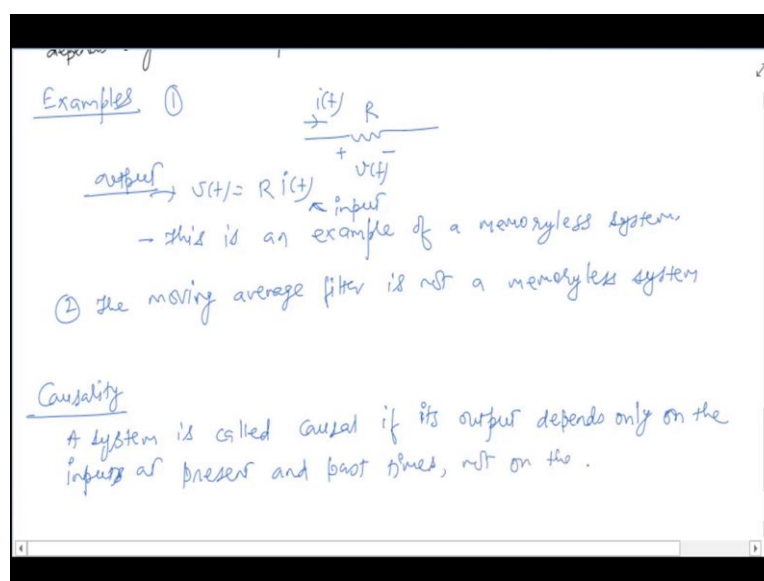 Examples ①
i(t) R
+ v(t) -
output → v(t) = R i(t) ← input
- This is an example of a memoryless system
② The moving average filter is not a memoryless system
Causality
A system is called causal if its output depends only on the
inputs at present and past times, not on the .